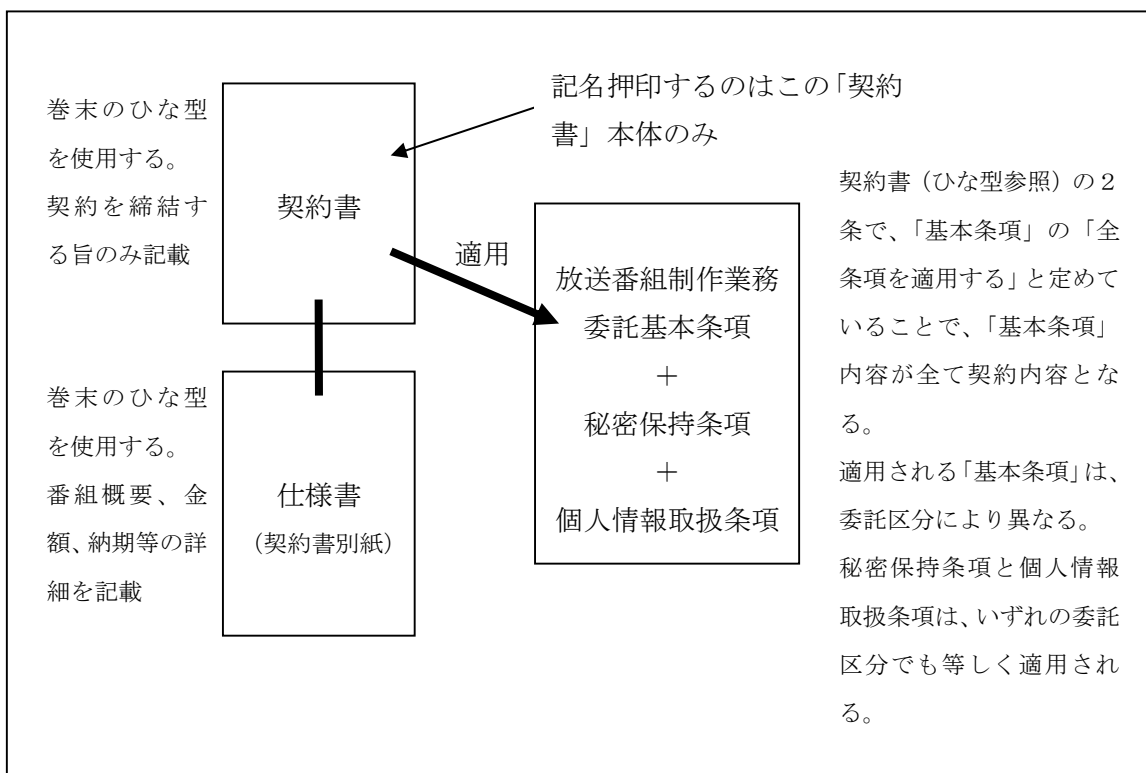 巻末のひな型
を使用する。
契約を締結す
る旨のみ記載
契約書
記名押印するのはこの「契約
書」本体のみ
適用
巻末のひな型
を使用する。
番組概要、金
額、納期等の詳
細を記載
仕様書
（契約書別紙）
放送番組制作業務
委託基本条項
＋
秘密保持条項
＋
個人情報取扱条項
契約書（ひな型参照）の２
条で、「基本条項」の「全
条項を適用する」と定めて
いることで、「基本条項」
内容が全て契約内容とな
る。
適用される「基本条項」は、
委託区分により異なる。
秘密保持条項と個人情報
取扱条項は、いずれの委託
区分でも等しく適用され
る。